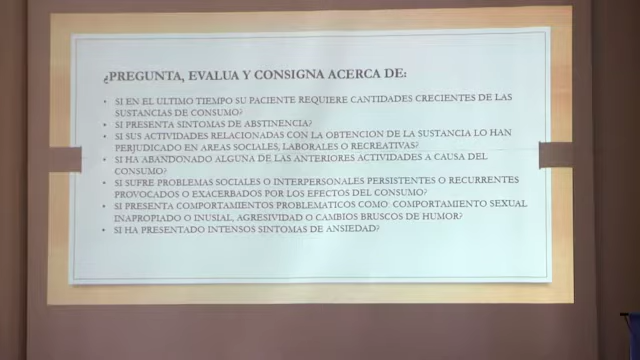 ¿PREGUNTA, EVALUA Y CONSIGNA ACERCA DE:
• SI EN EL ULTIMO TIEMPO SU PACIENTE REQUIERE CANTIDADES CRECIENTES DE LAS
SUSTANCIAS DE CONSUMO?
• SI PRESENTA SINTOMAS DE ABSTINENCIA?
• SI SUS ACTIVIDADES RELACIONADAS CON LA OBTENCION DE LA SUSTANCIA LO HAN
PERJUDICADO EN AREAS SOCIALES, LABORALES O RECREATIVAS?
• SI HA ABANDONADO ALGUNA DE LAS ANTERIORES ACTIVIDADES A CAUSA DEL
CONSUMO?
• SI SUFRE PROBLEMAS SOCIALES O INTERPERSONALES PERSISTENTES O RECURRENTES
PROVOCADOS O EXACERBADOS POR LOS EFECTOS DEL CONSUMO?
• SI PRESENTA COMPORTAMIENTOS PROBLEMATICOS COMO: COMPORTAMIENTO SEXUAL
INAPROPIADO O INUSIAL, AGRESIVIDAD O CAMBIOS BRUSCOS DE HUMOR?
• SI HA PRESENTADO INTENSOS SINTOMAS DE ANSIEDAD?